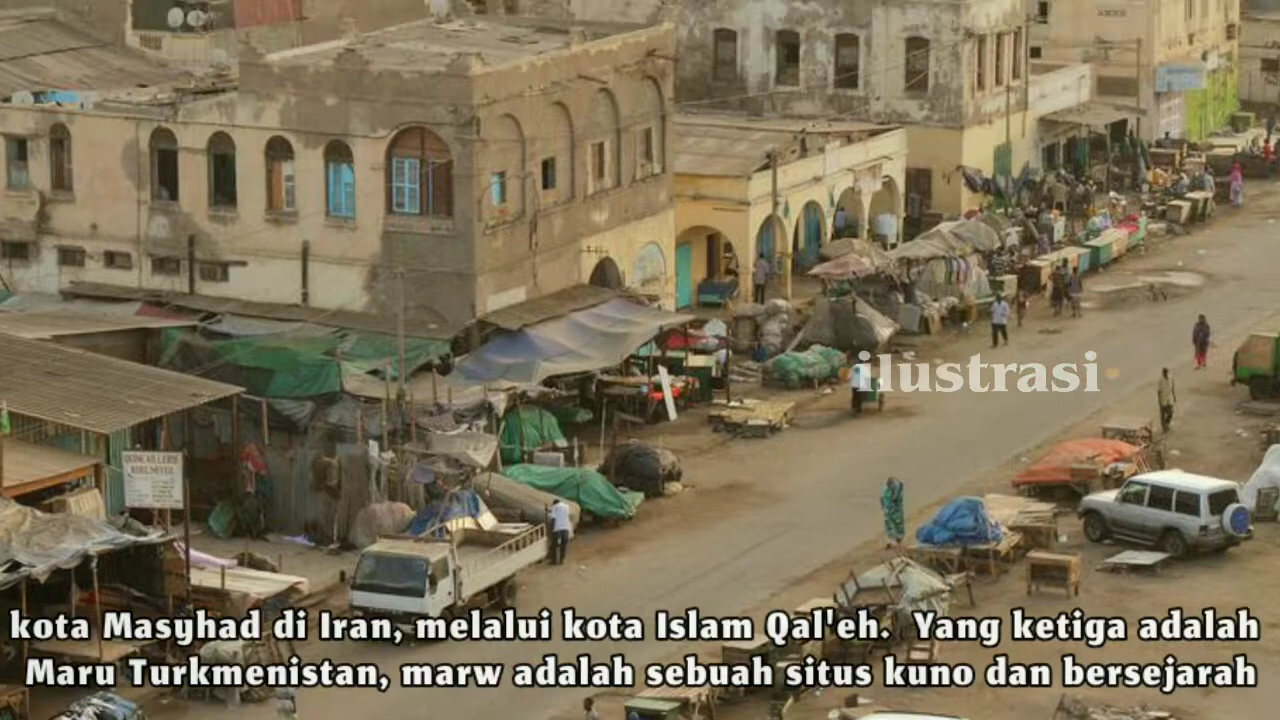 ilustrasi
QUINCAILLERIE
kota Masyhad di Iran, melalui kota Islam Qal'eh. Yang ketiga adalah
Maru Turkmenistan, marw adalah sebuah situs kuno dan bersejarah